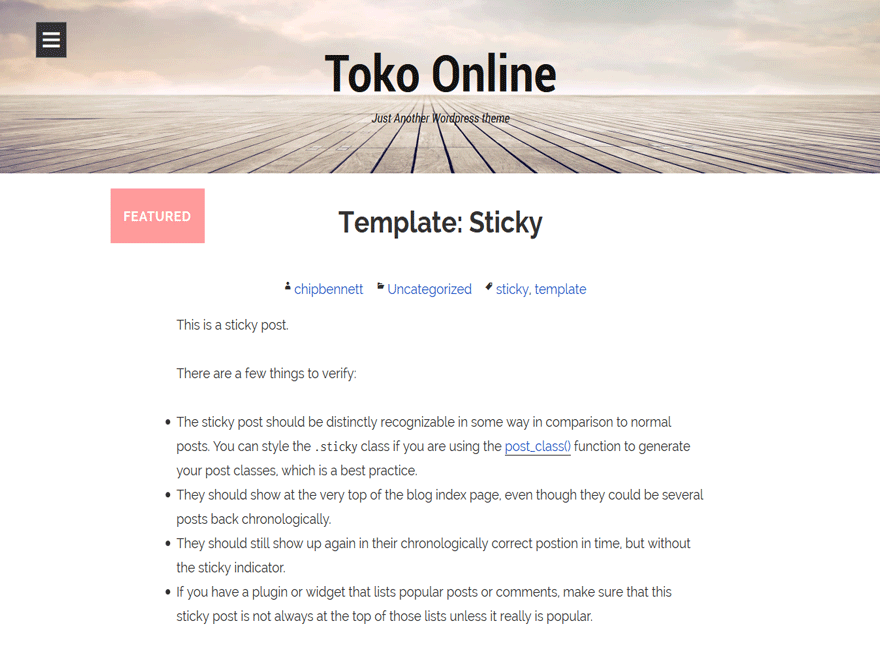 Toko Online
Just Another Wordpress theme
FEATURED
Template: Sticky
chipbennett Uncategorized sticky, template
This is a sticky post.
There are a few things to verify:
The sticky post should be distinctly recognizable in some way in comparison to normal
posts. You can style the .sticky class if you are using the post_class() function to generate
your post classes, which is a best practice.
They should show at the very top of the blog index page, even though they could be several
posts back chronologically.
They should still show up again in their chronologically correct postion in time, but without
the sticky indicator.
If you have a plugin or widget that lists popular posts or comments, make sure that this
sticky post is not always at the top of those lists unless it really is popular.